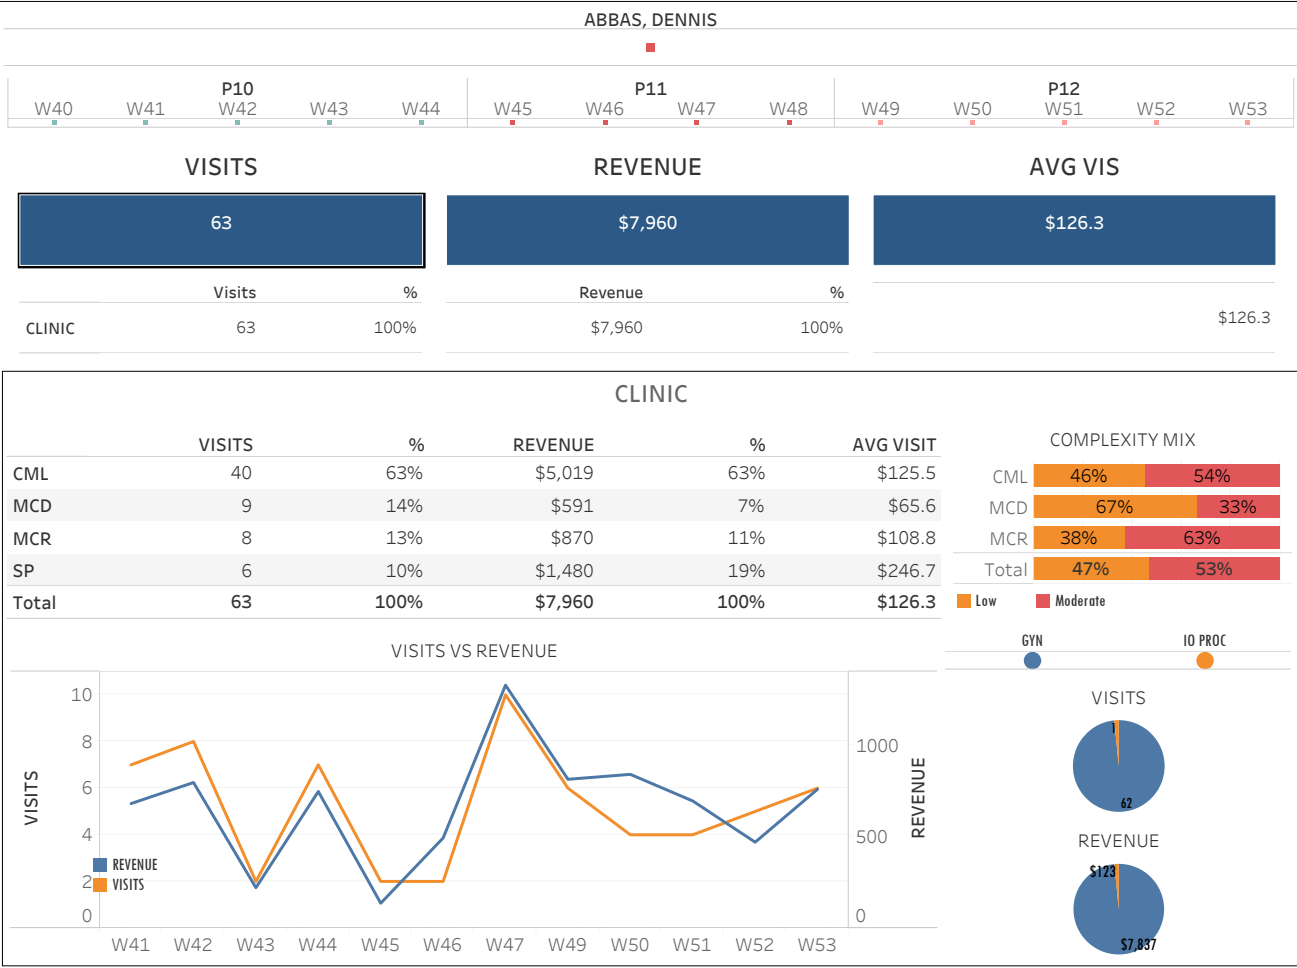 ABBAS, DENNIS
P10 P11 P12
W40 W41 W42 W43 W44 W45 W46 W47 W48 W49 W50 W51 W52 W53
VISITS REVENUE AVG VIS
63 $7,960 $126.3
Visits % Revenue %
CLINIC 63 100% $7,960 100% $126.3
CLINIC
VISITS % REVENUE % AVG VISIT
CML 40 63% $5,019 63% $125.5
MCD 9 14% $591 7% $65.6
MCR 8 13% $870 11% $108.8
SP 6 10% $1,480 19% $246.7
Total 63 100% $7,960 100% $126.3
COMPLEXITY MIX
CML 46% 54%
MCD 67% 33%
MCR 38% 63%
Total 47% 53%
Low Moderate
GYN IO PROC
VISITS VS REVENUE
VISITS
10
8
6
4
2
0
REVENUE
VISITS
1000
500
0
REVENUE
W41 W42 W43 W44 W45 W46 W47 W49 W50 W51 W52 W53
VISITS
1
62
REVENUE
$123
$7,837